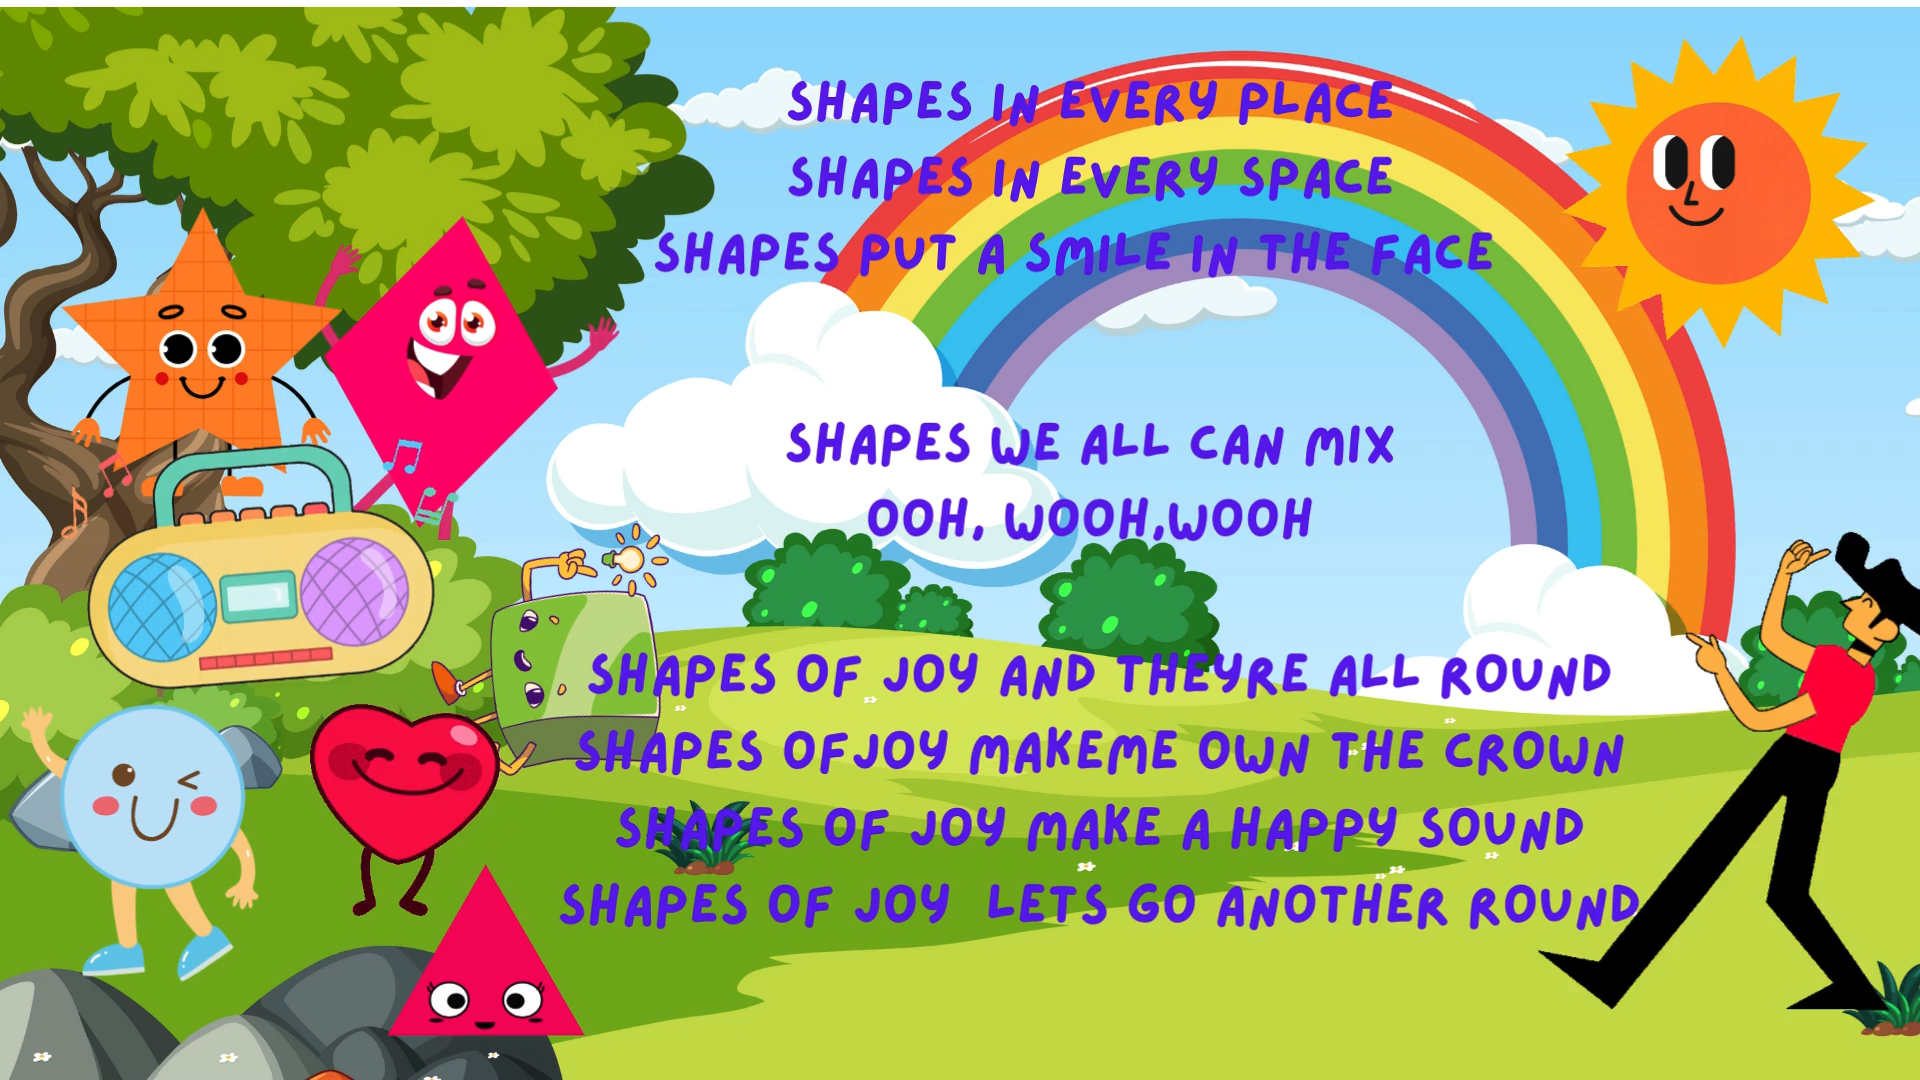 SHAPES IN EVERY PLACE
SHAPES IN EVERY SPACE
SHAPES PUT A SMILE IN THE FACE
SHAPES WE ALL CAN MIX
OOH, WOOH,WOOH
SHAPES OF JOY AND THEYRE ALL ROUND
SHAPES OFJOY MAKEME OWN THE CROWN
SHAPES OF JOY MAKE A HAPPY SOUND
SHAPES OF JOY LETS GO ANOTHER ROUND